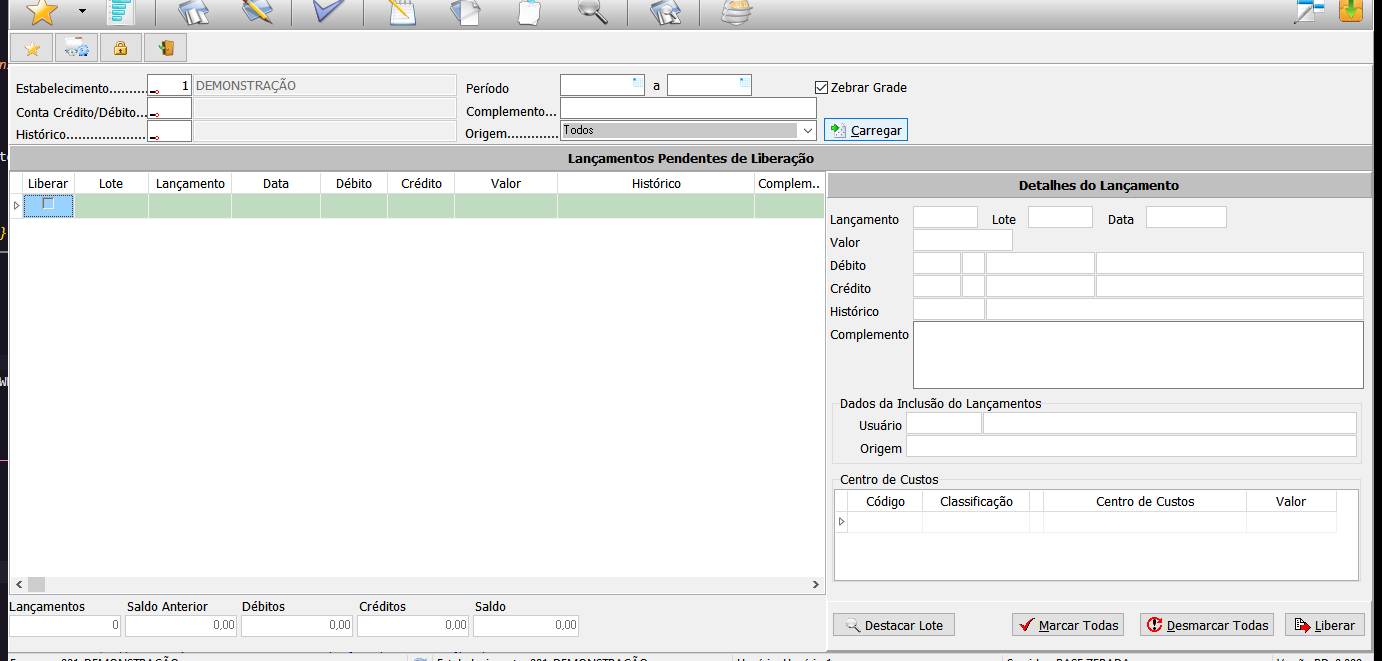 Estabelecimento......... 1 DEMONSTRAÇÃO
Período a
Zebrar Grade
Conta Crédito/Débito...
Complemento...
Histórico.....................
Origem............. Todos
Carregar
Lançamentos Pendentes de Liberação
Liberar Lote Lançamento Data Débito Crédito Valor Histórico Complem..
Detalhes do Lançamento
Lançamento Lote Data
Valor
Débito
Crédito
Histórico
Complemento
Dados da Inclusão do Lançamentos
Usuário
Origem
Centro de Custos
Código Classificação Centro de Custos Valor
Lançamentos Saldo Anterior Débitos Créditos Saldo
0 0,00 0,00 0,00 0,00
Destacar Lote Marcar Todas Desmarcar Todas Liberar